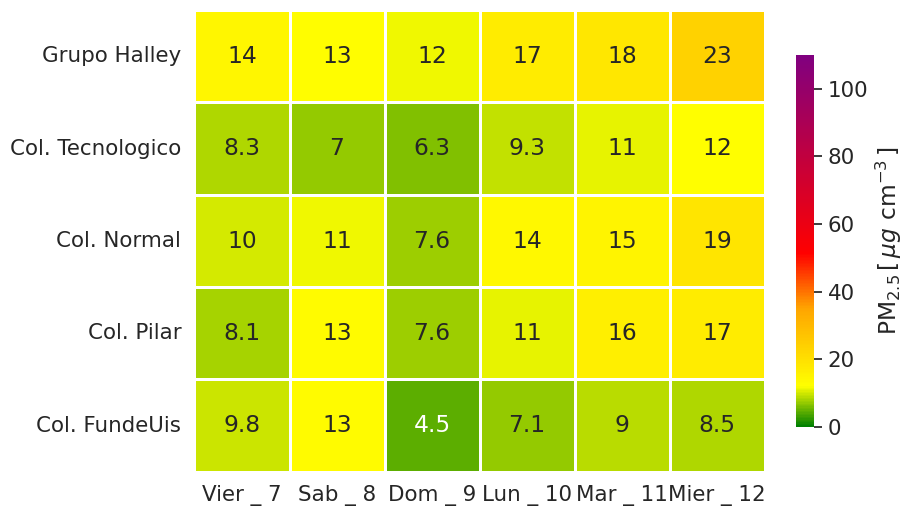 Grupo Halley 14 13 12 17 18 23
Col. Tecnologico 8.3 7 6.3 9.3 11 12
Col. Normal 10 11 7.6 14 15 19
Col. Pilar 8.1 13 7.6 11 16 17
Col. FundeUis 9.8 13 4.5 7.1 9 8.5
Vier _ 7 Sab _ 8 Dom _ 9 Lun _ 10 Mar _ 11 Mier _ 12
100
80
60
40
20
0
PM₂.₅ [ µg cm⁻³ ]